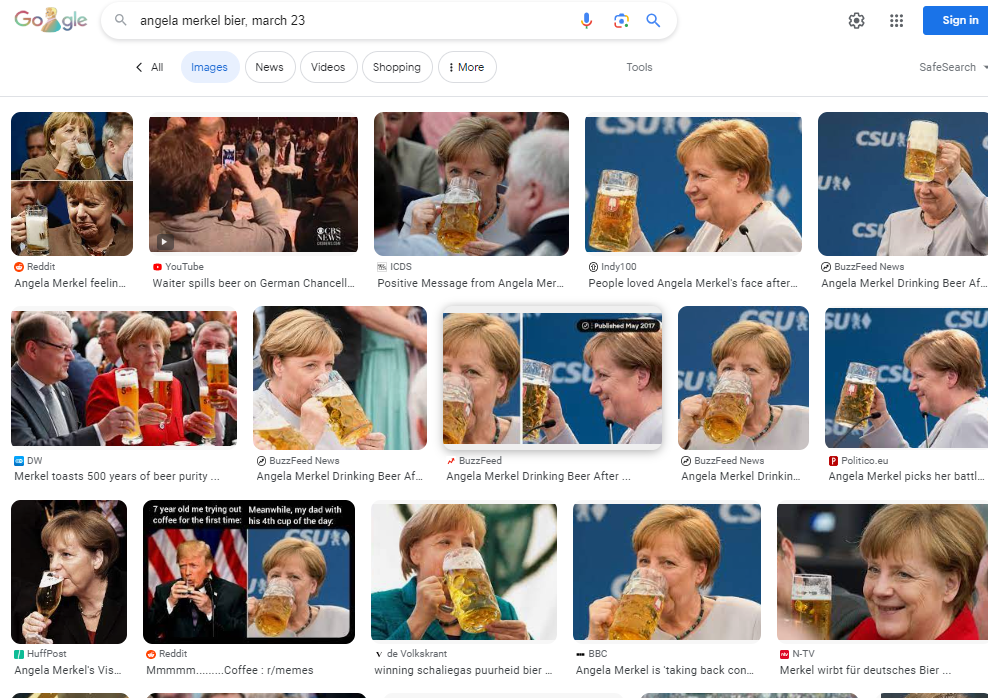 Google
angela merkel bier, march 23
Sign in
All
Images
News
Videos
Shopping
More
Tools
SafeSearch
CBS
NEWS
CSU
CSU
CSU
Reddit
Angela Merkel feelin...
YouTube
Waiter spills beer on German Chancell...
ICDS
Positive Message from Angela Mer...
Indy100
People loved Angela Merkel's face after...
BuzzFeed News
Angela Merkel Drinking Beer Af...
Published May 2017
CSU
CSU
DW
Merkel toasts 500 years of beer purity ...
BuzzFeed News
Angela Merkel Drinking Beer Af...
BuzzFeed
Angela Merkel Drinking Beer After ...
BuzzFeed News
Angela Merkel Drinkin...
Politico.eu
Angela Merkel picks her battl...
7 year old me trying out
coffee for the first time:
Meanwhile, my dad with
his 4th cup of the day:
HuffPost
Angela Merkel's Vis...
Reddit
Mmmmm.........Coffee : r/memes
de Volkskrant
winning schaliegas puurheid bier ...
BBC
Angela Merkel is 'taking back con...
N-TV
Merkel wirbt für deutsches Bier ...